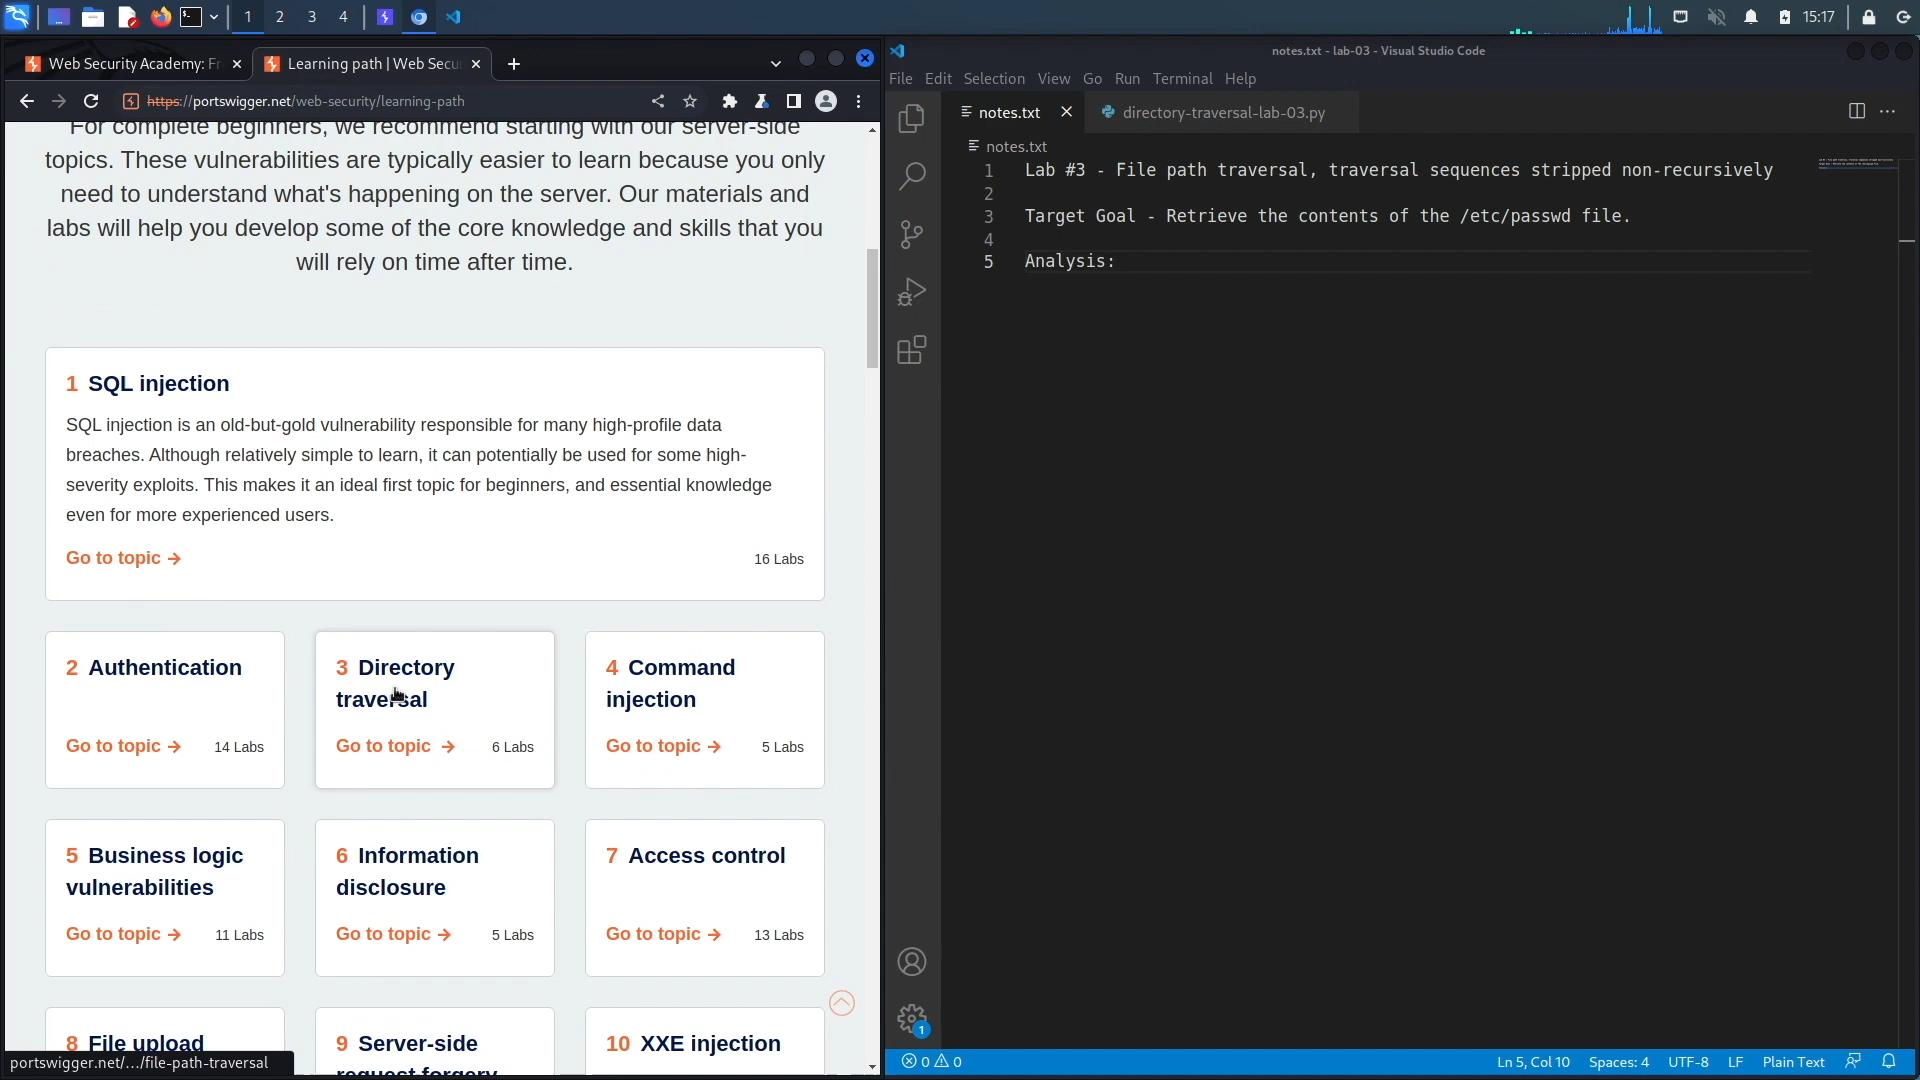 1
2
3
4
15:17
Web Security Academy: Fr
Learning path | Web Secu
https://portswigger.net/web-security/learning-path
For complete beginners, we recommend starting with our server-side
topics. These vulnerabilities are typically easier to learn because you only
need to understand what's happening on the server. Our materials and
labs will help you develop some of the core knowledge and skills that you
will rely on time after time.
1 SQL injection
SQL injection is an old-but-gold vulnerability responsible for many high-profile data
breaches. Although relatively simple to learn, it can potentially be used for some high-
severity exploits. This makes it an ideal first topic for beginners, and essential knowledge
even for more experienced users.
Go to topic →
16 Labs
2 Authentication
Go to topic →
14 Labs
3 Directory
traversal
Go to topic →
6 Labs
4 Command
injection
Go to topic →
5 Labs
5 Business logic
vulnerabilities
Go to topic →
11 Labs
6 Information
disclosure
Go to topic →
5 Labs
7 Access control
Go to topic →
13 Labs
8 File upload
9 Server-side
request forgery
10 XXE injection
portswigger.net/.../file-path-traversal
notes.txt - lab-03 - Visual Studio Code
File Edit Selection View Go Run Terminal Help
notes.txt
directory-traversal-lab-03.py
notes.txt
1 Lab #3 - File path traversal, traversal sequences stripped non-recursively
2
3 Target Goal - Retrieve the contents of the /etc/passwd file.
4
5 Analysis:
1
0 0
Ln 5, Col 10
Spaces: 4
UTF-8
LF
Plain Text